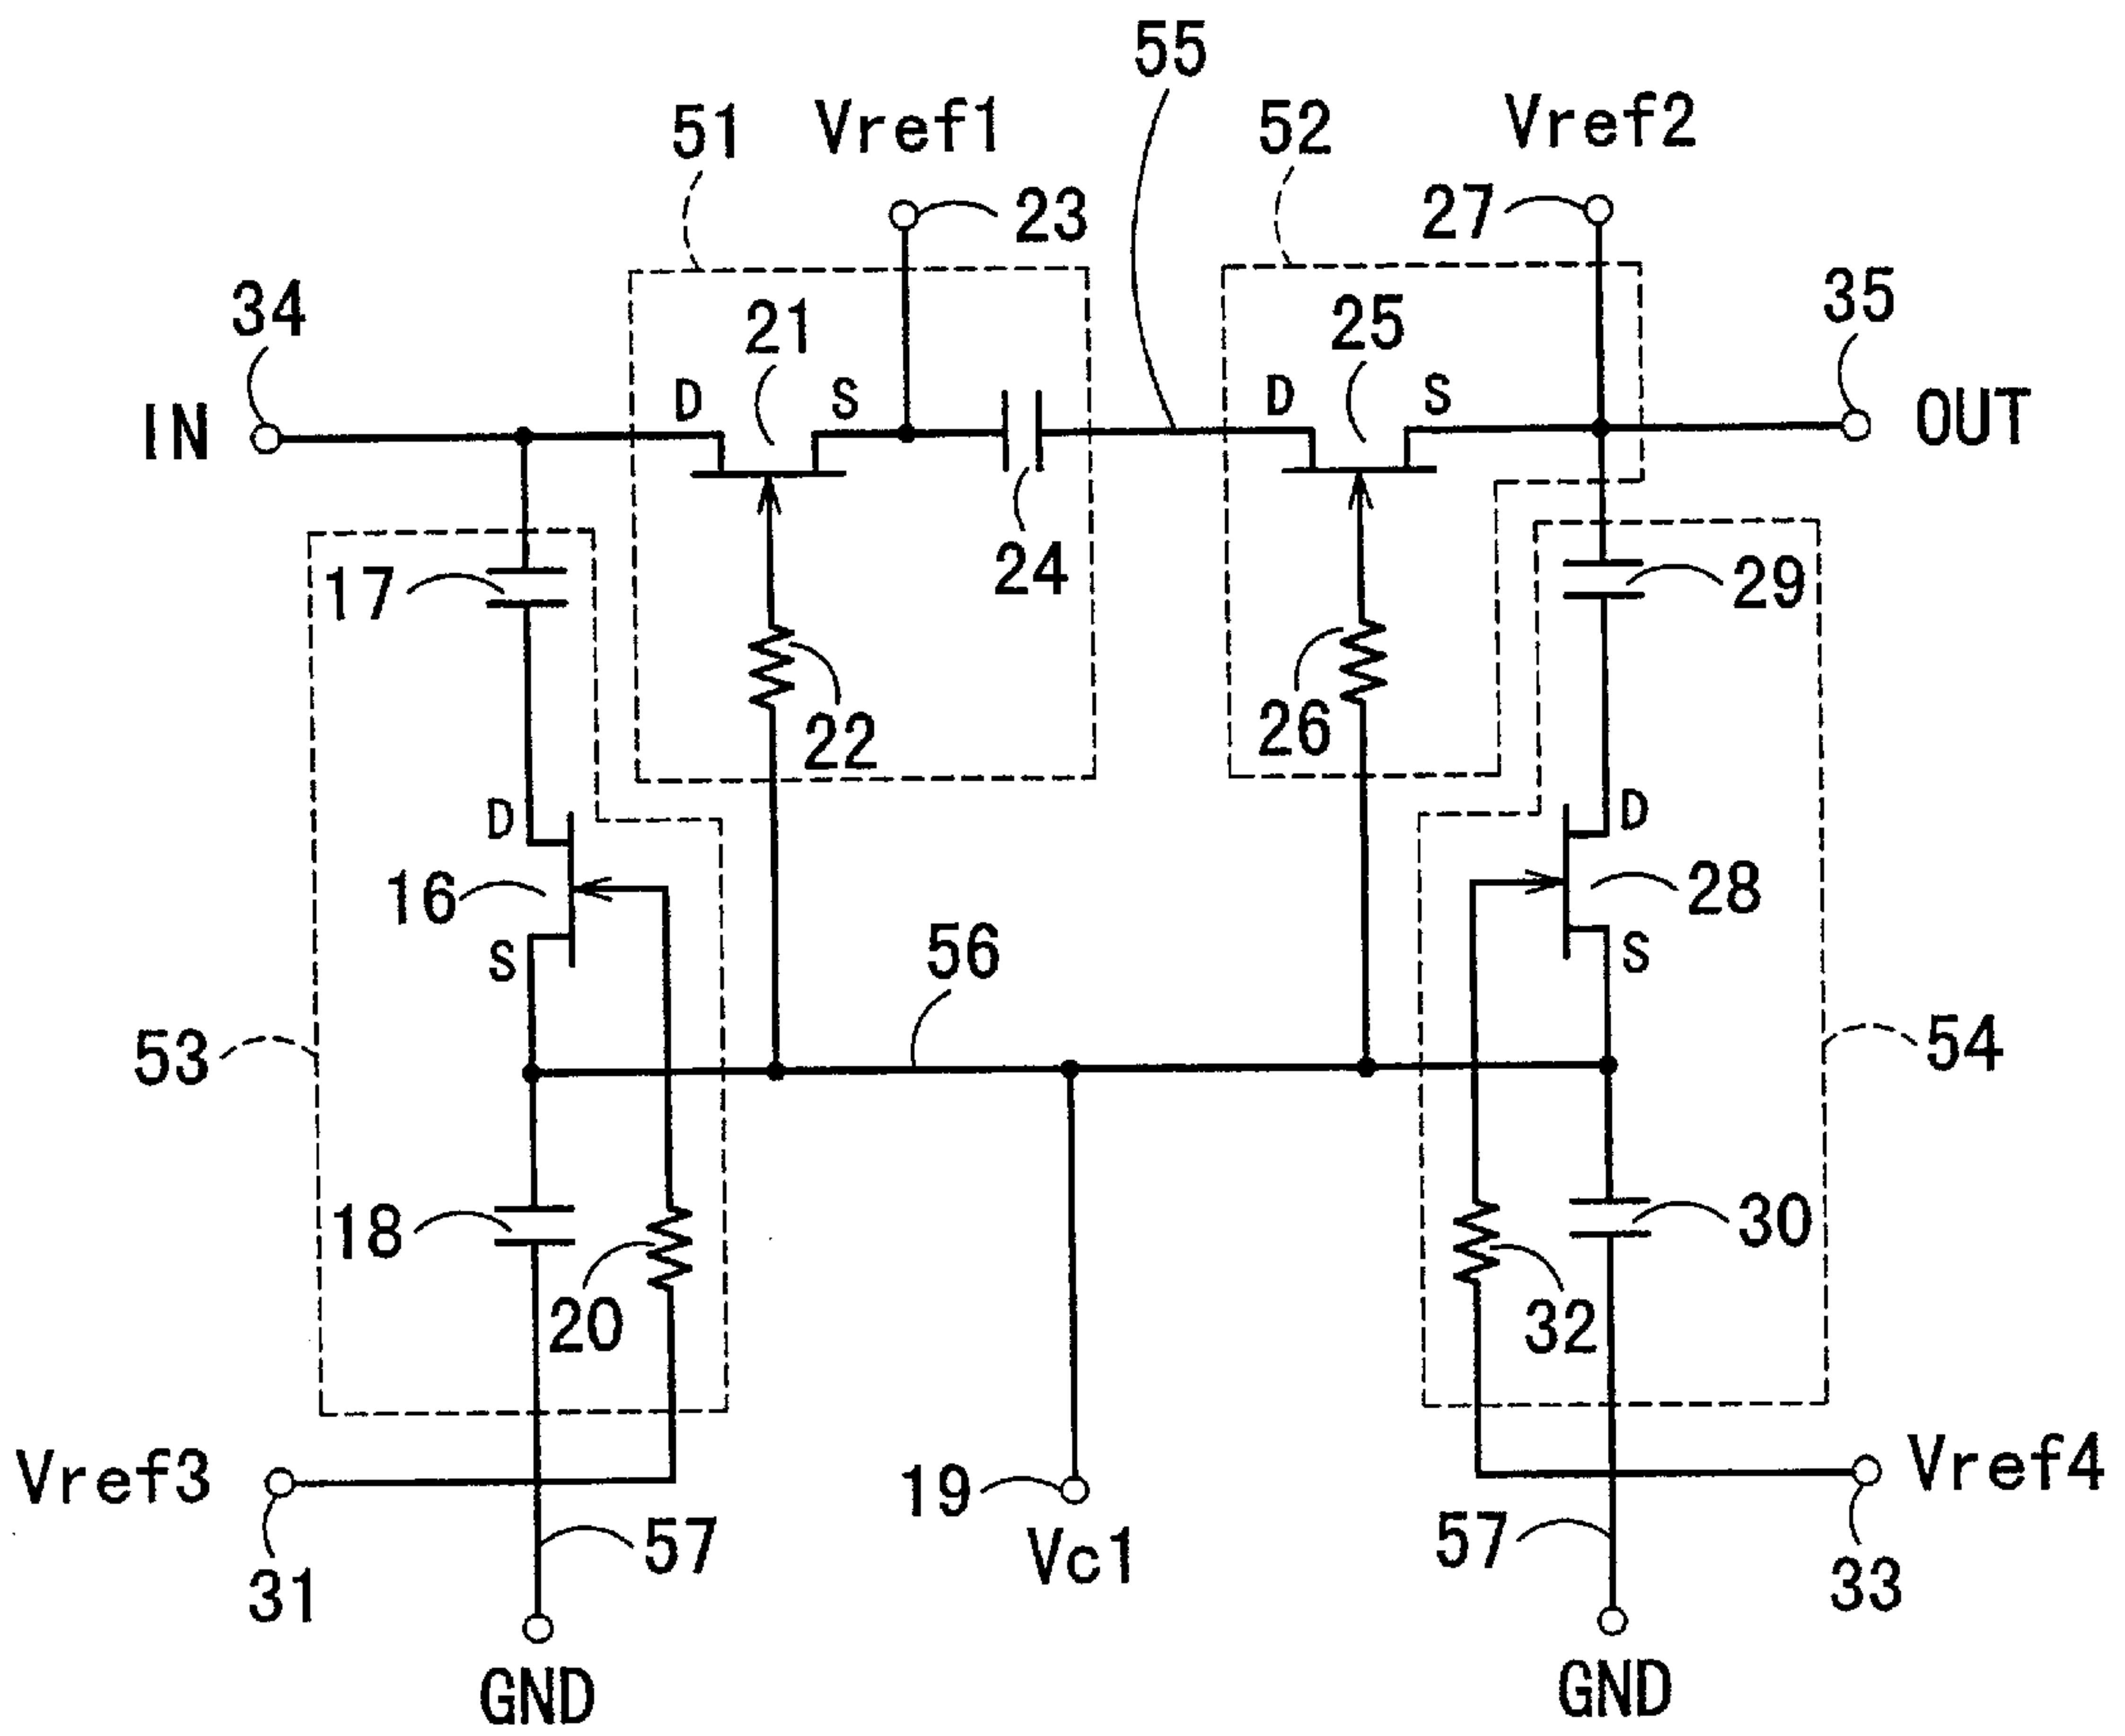 55
51 Vref1 52 Vref2
23 27
34 21 25 35
D S D S
IN OUT
17 24 29
22 26
D D
16 28
S 56 S
53 54
18 30
20 32
Vref3 19 Vref4
57 Vc1 57
31 33
GND GND